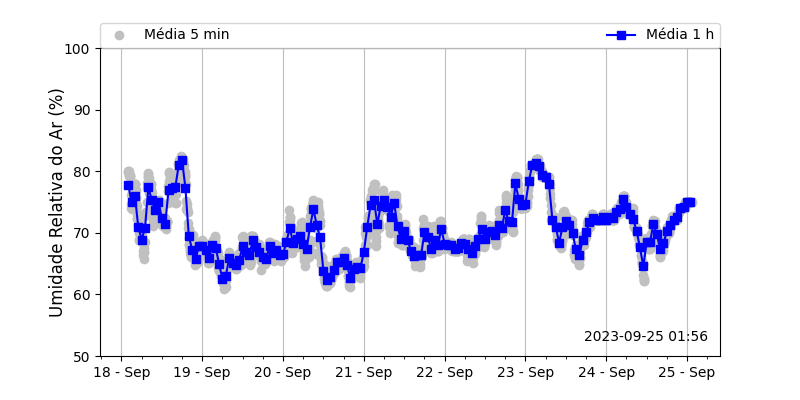 Média 5 min
Média 1 h
Umidade Relativa do Ar (%)
100
90
80
70
60
50
2023-09-25 01:56
18 - Sep
19 - Sep
20 - Sep
21 - Sep
22 - Sep
23 - Sep
24 - Sep
25 - Sep